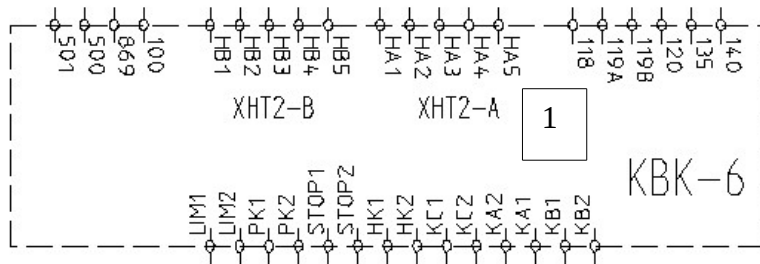 501 500 869 100 HB1 HB2 HB3 HB4 HB5 HA1 HA2 HA3 HA4 HA5 118 119A 119B 120 135 140
XHT2-B XHT2-A 1
KBK-6
LIM1 LIM2 PK1 PK2 STOP1 STOP2 HK1 HK2 KC1 KC2 KA2 KA1 KB1 KB2